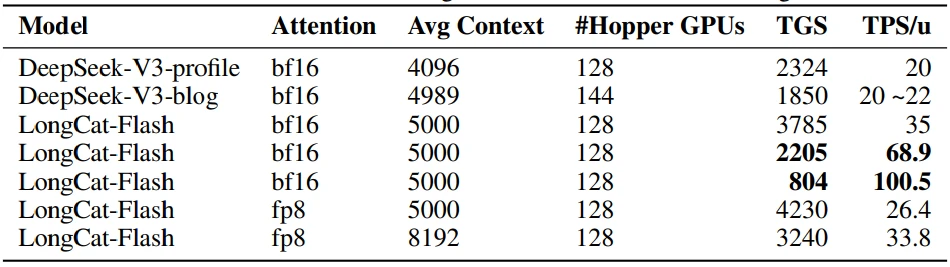 Model Attention Avg Context #Hopper GPUs TGS TPS/u
DeepSeek-V3-profile bf16 4096 128 2324 20
DeepSeek-V3-blog bf16 4989 144 1850 20 ~22
LongCat-Flash bf16 5000 128 3785 35
LongCat-Flash bf16 5000 128 2205 68.9
LongCat-Flash bf16 5000 128 804 100.5
LongCat-Flash fp8 5000 128 4230 26.4
LongCat-Flash fp8 8192 128 3240 33.8